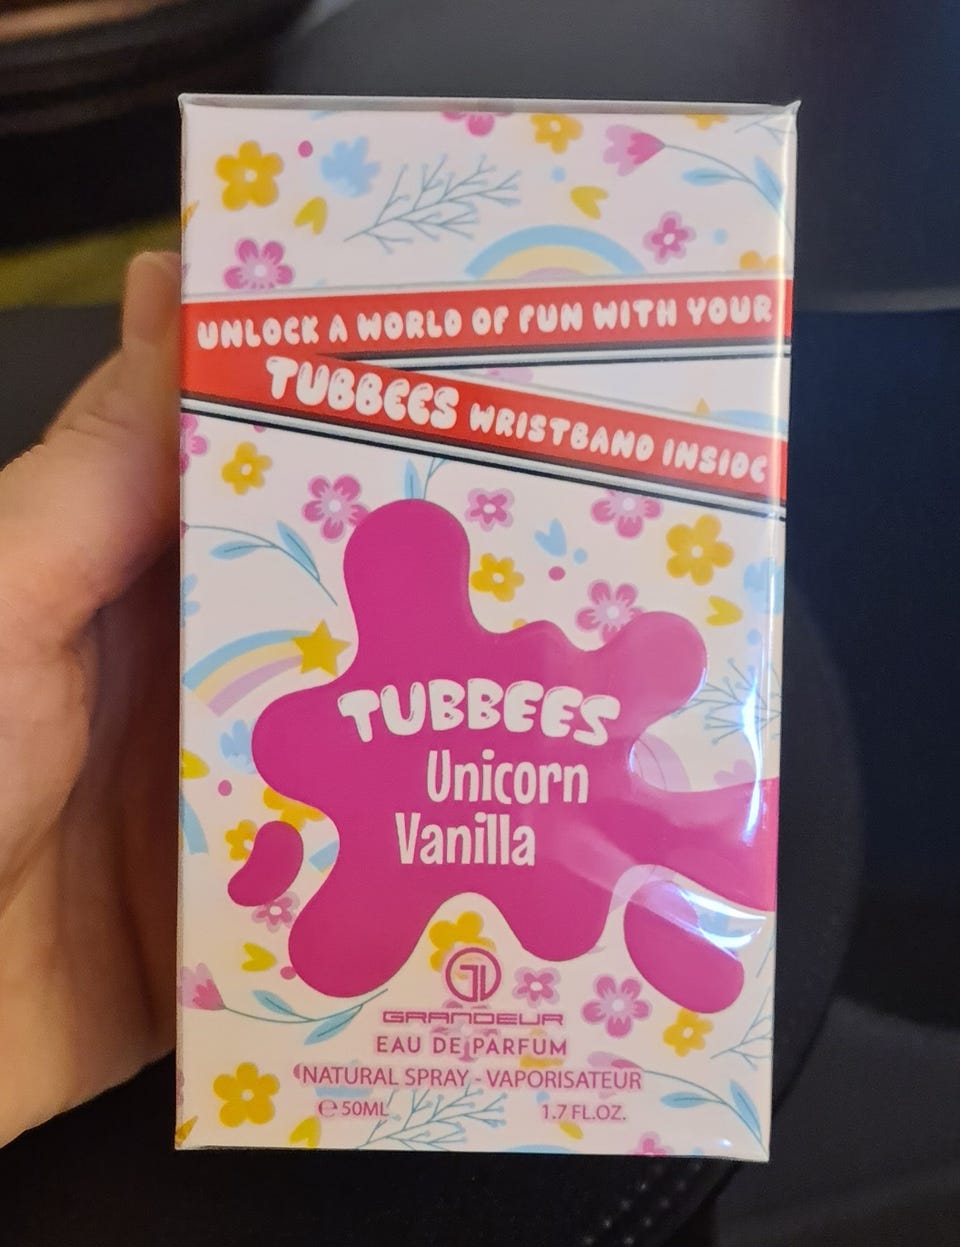 UNLOCK A WORLD OF FUN WITH YOUR
TUBBEES WRISTBAND INSIDE
TUBBEES
Unicorn
Vanilla
GRANDEUR
EAU DE PARFUM
NATURAL SPRAY - VAPORISATEUR
℮ 50ML 1.7 FL.OZ.